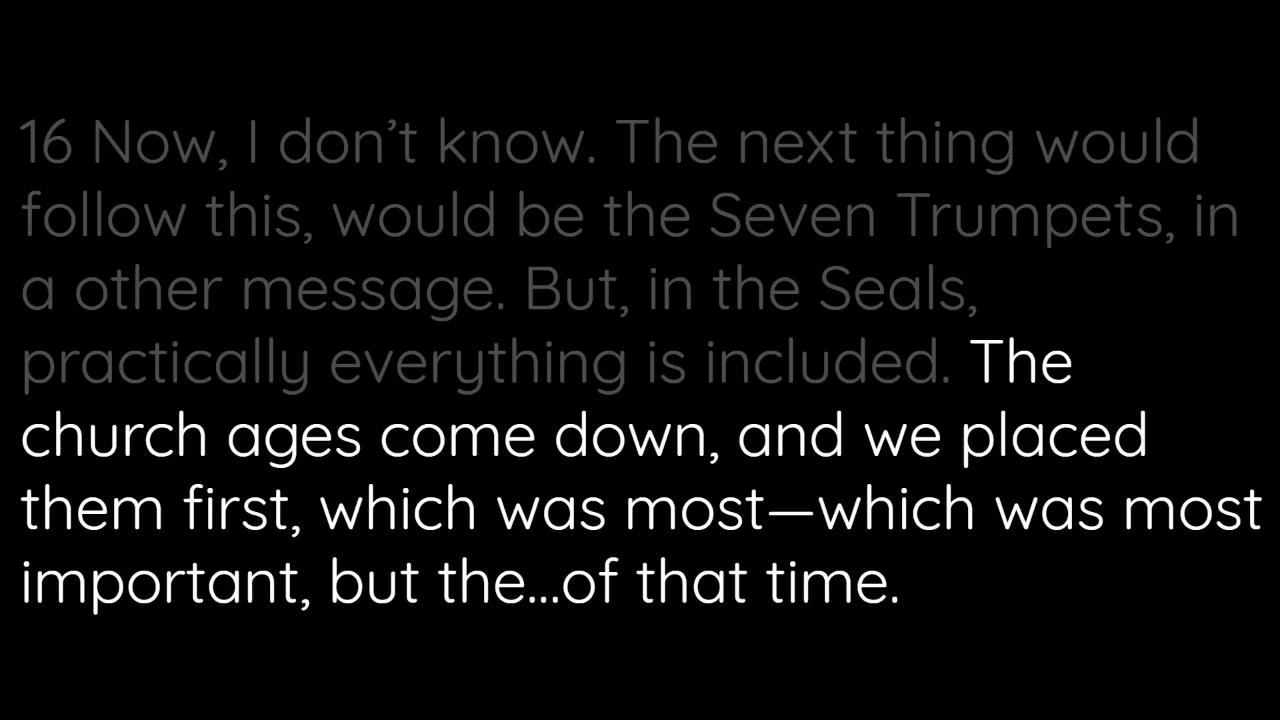 16 Now, I don’t know. The next thing would
follow this, would be the Seven Trumpets, in
a other message. But, in the Seals,
practically everything is included. The
church ages come down, and we placed
them first, which was most—which was most
important, but the...of that time.